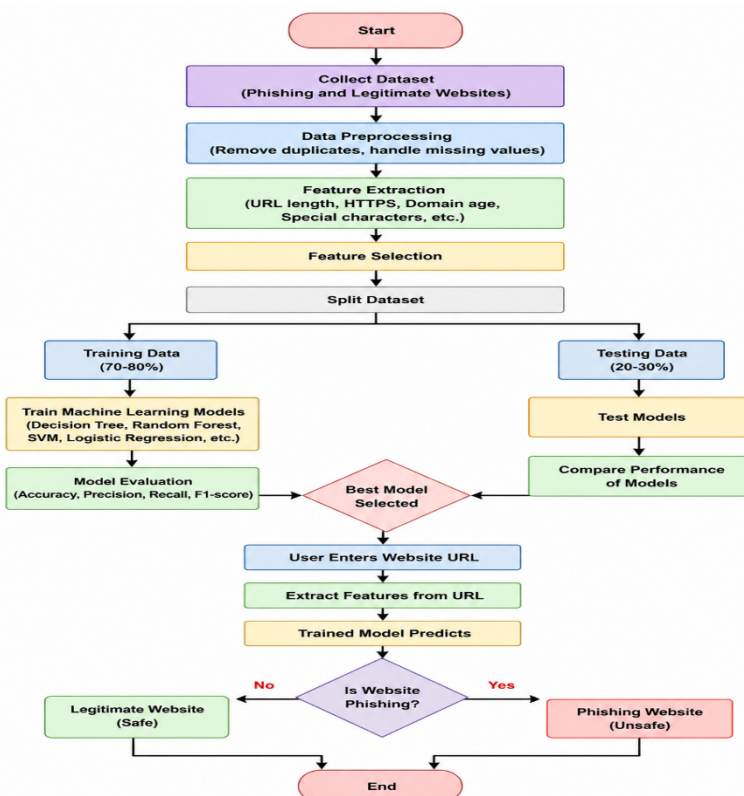 Start
Collect Dataset
(Phishing and Legitimate Websites)
Data Preprocessing
(Remove duplicates, handle missing values)
Feature Extraction
(URL length, HTTPS, Domain age,
Special characters, etc.)
Feature Selection
Split Dataset
Training Data
(70-80%)
Testing Data
(20-30%)
Train Machine Learning Models
(Decision Tree, Random Forest,
SVM, Logistic Regression, etc.)
Test Models
Model Evaluation
(Accuracy, Precision, Recall, F1-score)
Best Model
Selected
Compare Performance
of Models
User Enters Website URL
Extract Features from URL
Trained Model Predicts
Is Website
Phishing?
No
Yes
Legitimate Website
(Safe)
Phishing Website
(Unsafe)
End